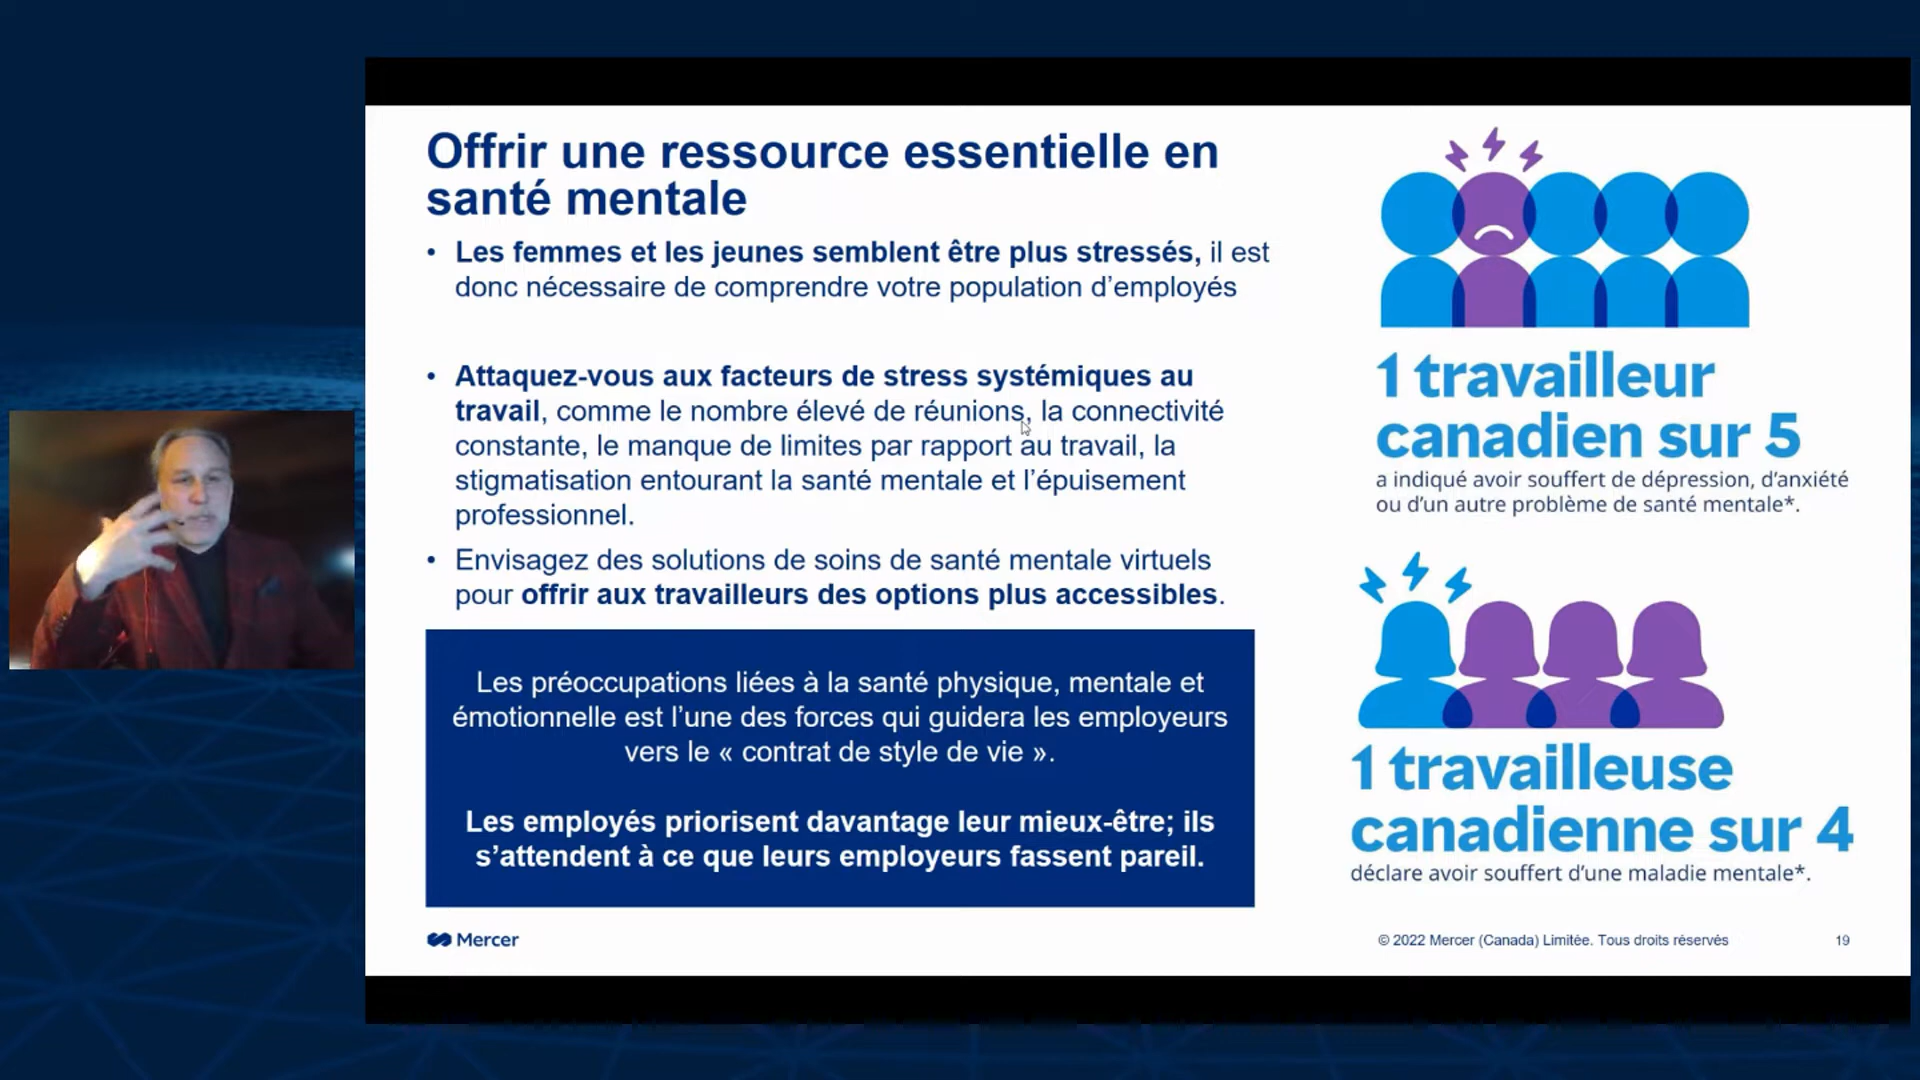 Offrir une ressource essentielle en
santé mentale
• Les femmes et les jeunes semblent être plus stressés, il est
donc nécessaire de comprendre votre population d’employés
• Attaquez-vous aux facteurs de stress systémiques au
travail, comme le nombre élevé de réunions, la connectivité
constante, le manque de limites par rapport au travail, la
stigmatisation entourant la santé mentale et l’épuisement
professionnel.
• Envisagez des solutions de soins de santé mentale virtuels
pour offrir aux travailleurs des options plus accessibles.
Les préoccupations liées à la santé physique, mentale et
émotionnelle est l’une des forces qui guidera les employeurs
vers le « contrat de style de vie ».
Les employés priorisent davantage leur mieux-être; ils
s’attendent à ce que leurs employeurs fassent pareil.
1 travailleur
canadien sur 5
a indiqué avoir souffert de dépression, d’anxiété
ou d’un autre problème de santé mentale*.
1 travailleuse
canadienne sur 4
déclare avoir souffert d’une maladie mentale*.
Mercer
© 2022 Mercer (Canada) Limitée. Tous droits réservés
19